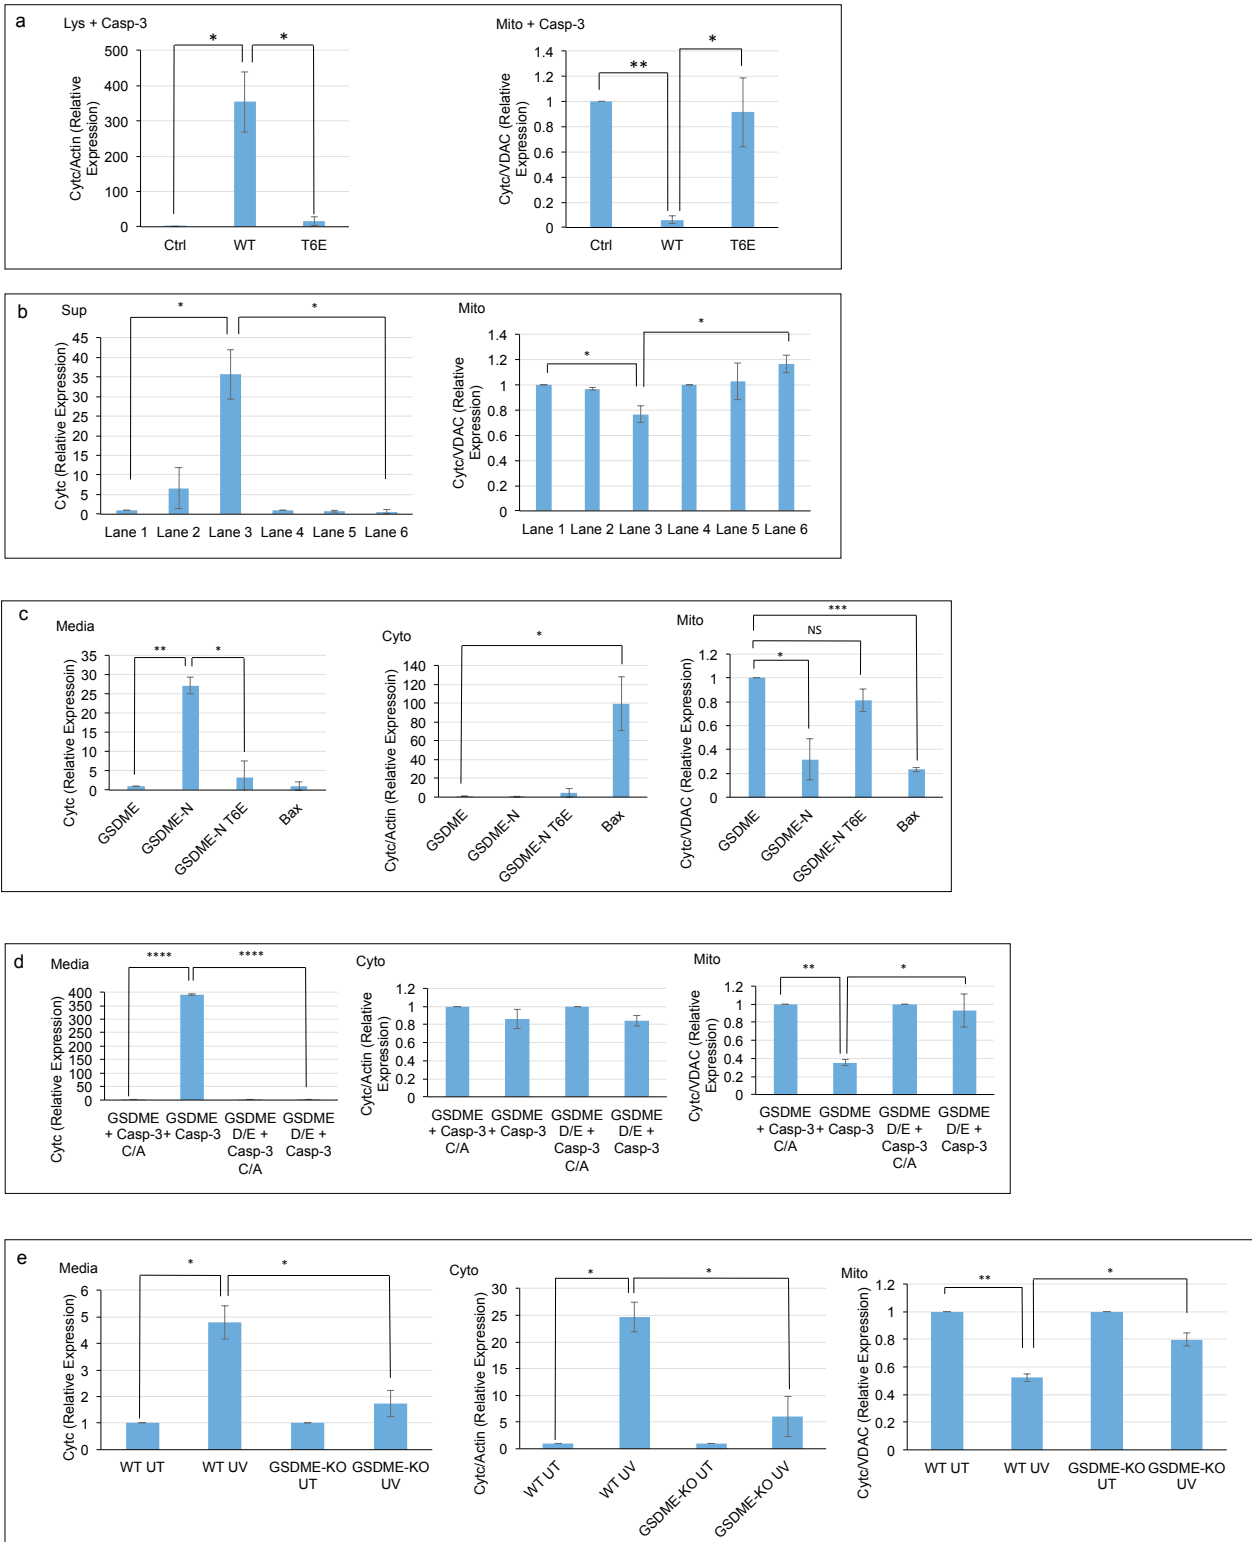 a
Lys + Casp-3
Cytc/Actin (Relative
Expression)
500
400
300
200
100
0
*
*
Ctrl WT T6E
Mito + Casp-3
Cytc/VDAC (Relative
Expression)
1.4
1.2
1
0.8
0.6
0.4
0.2
0
**
*
Ctrl WT T6E
b
Sup
Cytc (Relative Expression)
45
40
35
30
25
20
15
10
5
0
*
*
Lane 1 Lane 2 Lane 3 Lane 4 Lane 5 Lane 6
Mito
Cytc/VDAC (Relative
Expression)
1.4
1.2
1
0.8
0.6
0.4
0.2
0
*
*
Lane 1 Lane 2 Lane 3 Lane 4 Lane 5 Lane 6
c
Media
Cytc (Relative Expressoin)
35
30
25
20
15
10
5
0
**
*
GSDME
GSDME-N
GSDME-N T6E
Bax
Cyto
Cytc/Actin (Relative Expressoin)
140
120
100
80
60
40
20
0
*
GSDME
GSDME-N
GSDME-N T6E
Bax
Mito
Cytc/VDAC (Relative Expression)
1.2
1
0.8
0.6
0.4
0.2
0
***
NS
*
GSDME
GSDME-N
GSDME-N T6E
Bax
d
Media
Cytc (Relative Expression)
400
350
300
250
200
150
100
50
0
****
****
GSDME GSDME GSDME GSDME
+ Casp-3 + Casp-3 D/E + D/E +
C/A Casp-3 Casp-3
C/A
Cyto
Cytc/Actin (Relative
Expression)
1.2
1
0.8
0.6
0.4
0.2
0
GSDME GSDME GSDME GSDME
+ Casp-3 + Casp-3 D/E + D/E +
C/A Casp-3 Casp-3
C/A
Mito
Cytc/VDAC (Relative
Expression)
1.2
1
0.8
0.6
0.4
0.2
0
**
*
GSDME GSDME GSDME GSDME
+ Casp-3 + Casp-3 D/E + D/E +
C/A Casp-3 Casp-3
C/A
e
Media
Cytc (Relative Expression)
6
5
4
3
2
1
0
*
*
WT UT WT UV GSDME-KO GSDME-KO
UT UV
Cyto
Cytc/Actin (Relative Expression)
30
25
20
15
10
5
0
*
*
WT UT
WT UV
GSDME-KO UT
GSDME-KO UV
Mito
Cytc/VDAC (Relative Expression)
1.2
1
0.8
0.6
0.4
0.2
0
**
*
WT UT WT UV GSDME-KO GSDME-KO
UT UV